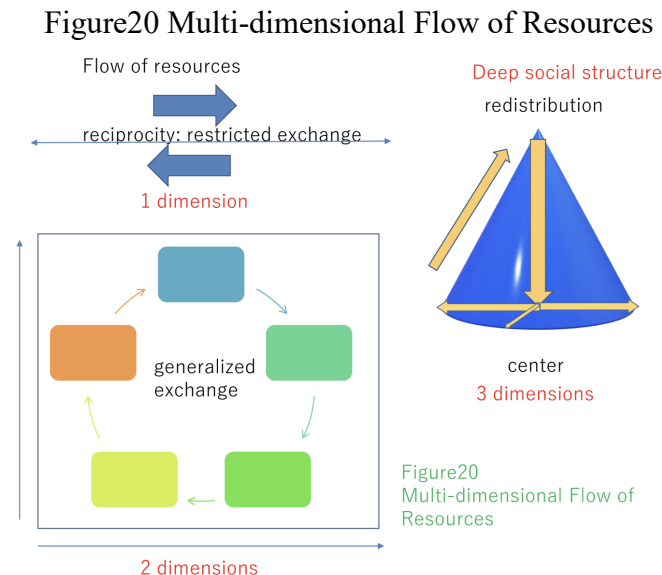 Figure20 Multi-dimensional Flow of Resources
Flow of resources
reciprocity: restricted exchange
1 dimension
Deep social structure
redistribution
center
3 dimensions
generalized
exchange
2 dimensions
Figure20
Multi-dimensional Flow of
Resources